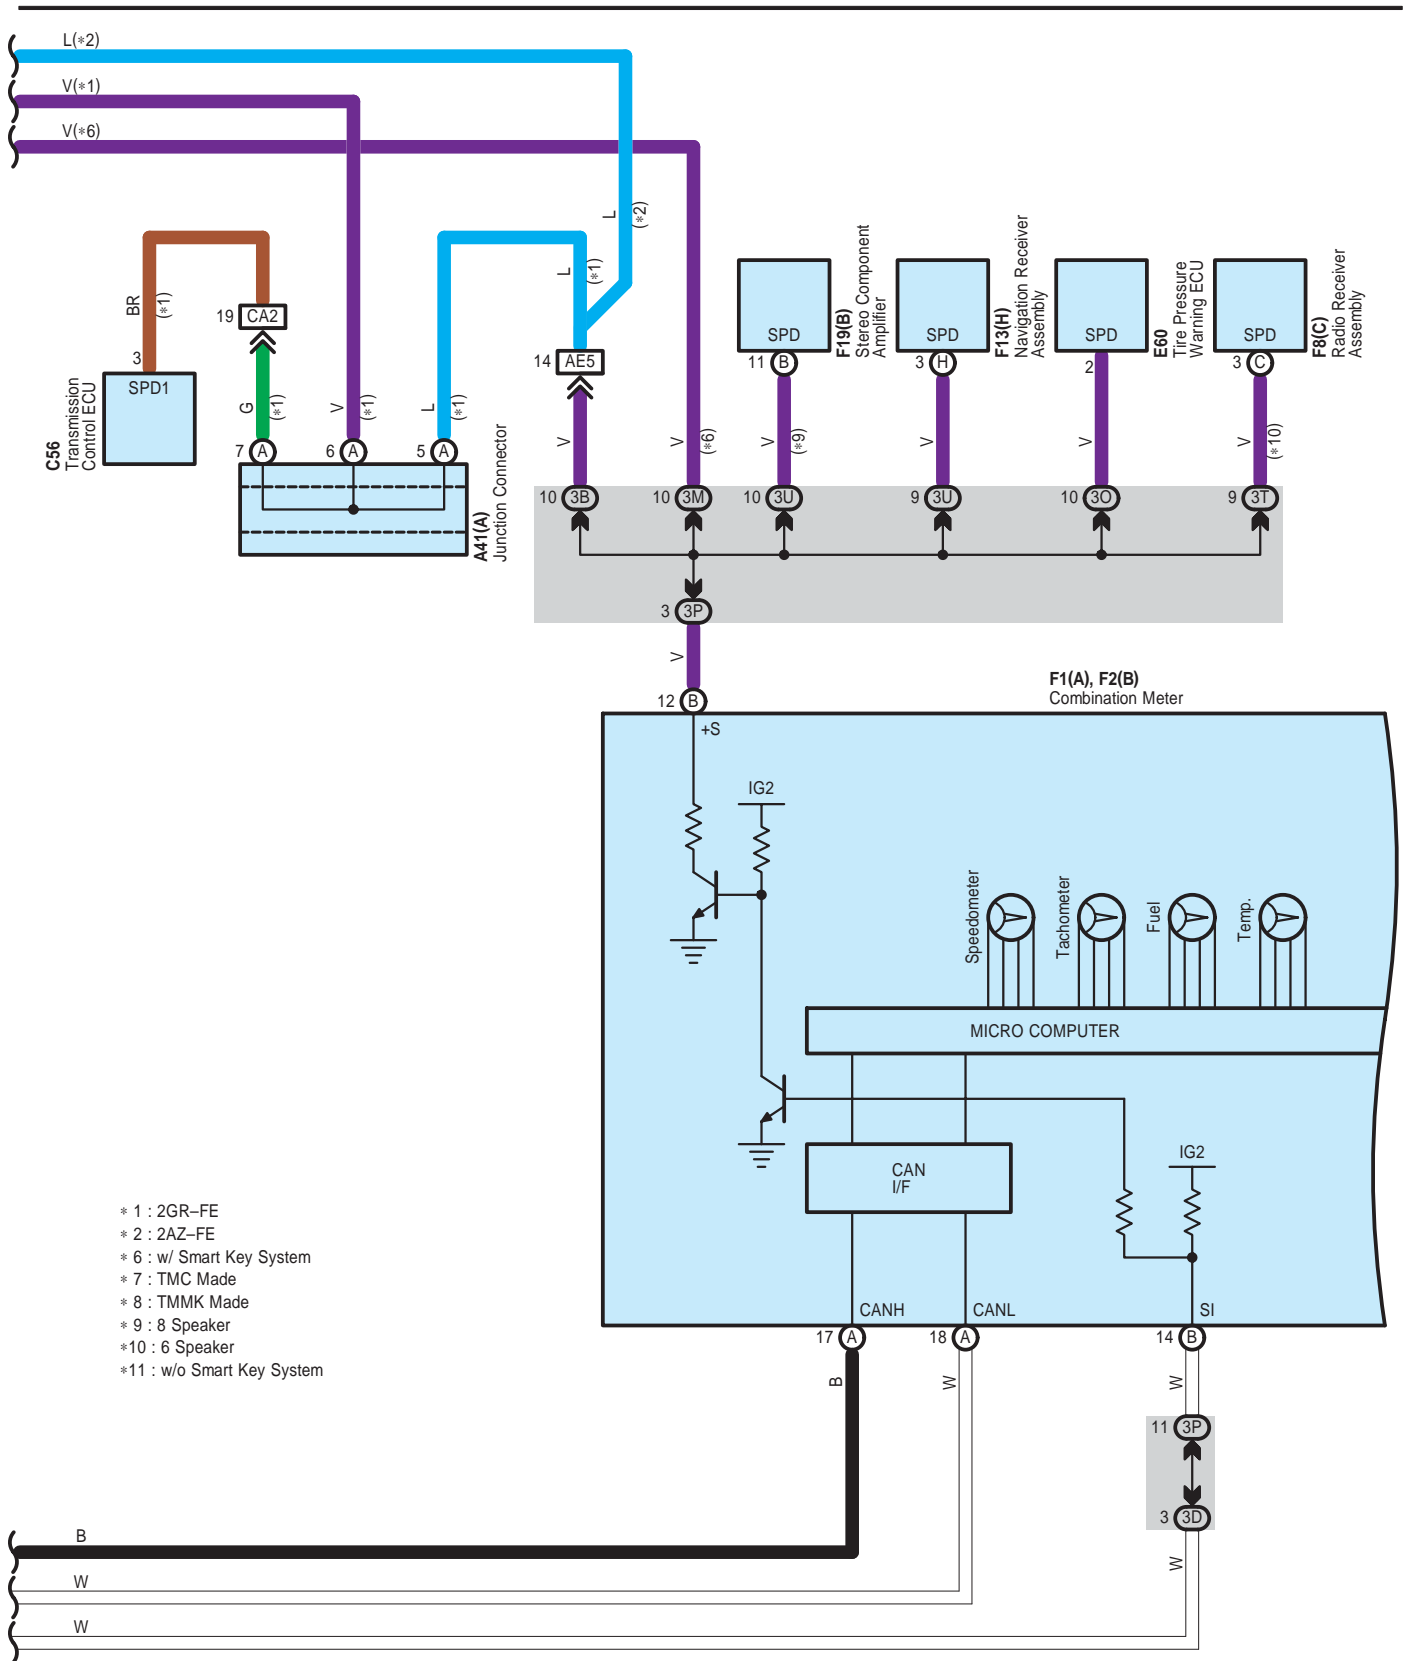 L(∗2)
V(∗1)
V(∗6)
L
(∗2)
BR
(∗1)
19 CA2
3
SPD1
C56
Transmission
Control ECU
G
(∗1)
V
(∗1)
L
(∗1)
7 A
6 A
5 A
A41(A)
Junction Connector
L
(∗1)
14 AE5
V
V
(∗6)
SPD
11 B
F19(B)
Stereo Component
Amplifier
V
(∗9)
SPD
3 H
F13(H)
Navigation Receiver
Assembly
V
SPD
2
E60
Tire Pressure
Warning ECU
V
SPD
3 C
F8(C)
Radio Receiver
Assembly
V
(∗10)
10 3B
10 3M
10 3U
9 3U
10 3O
9 3T
3 3P
V
12 B
F1(A), F2(B)
Combination Meter
+S
IG2
Speedometer
Tachometer
Fuel
Temp.
MICRO COMPUTER
CAN
I/F
IG2
CANH
CANL
SI
17 A
18 A
14 B
∗ 1 : 2GR–FE
∗ 2 : 2AZ–FE
∗ 6 : w/ Smart Key System
∗ 7 : TMC Made
∗ 8 : TMMK Made
∗ 9 : 8 Speaker
∗10 : 6 Speaker
∗11 : w/o Smart Key System
B
W
W
11 3P
3 3D
W
B
W
W